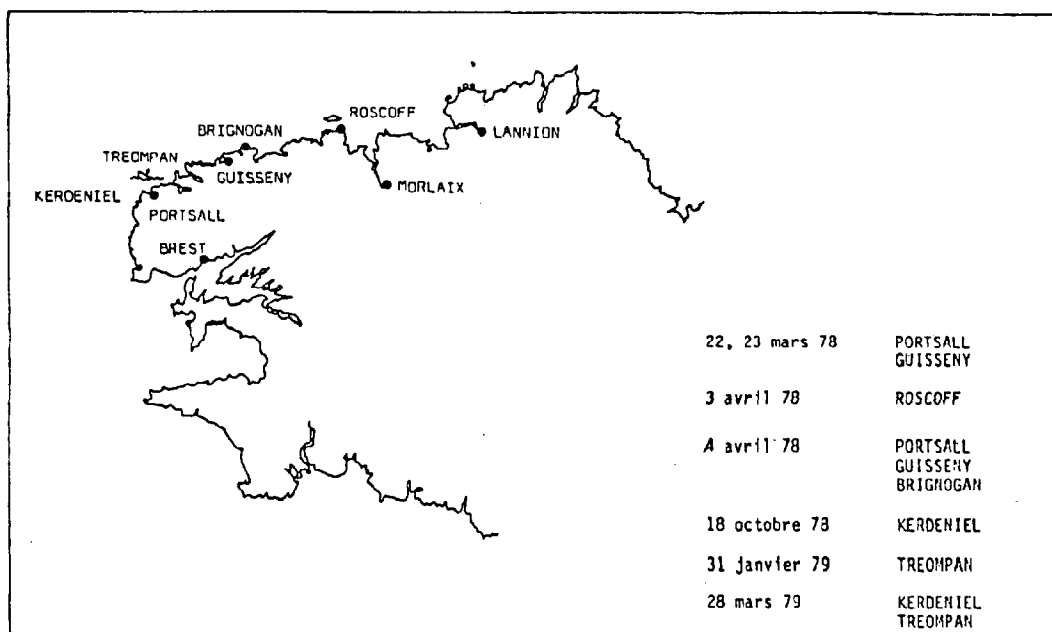 ROSCOFF
BRIGNOGAN
LANNION
TREOMPAN
GUISSENY
MORLAIX
KERDENIEL
PORTSALL
BREST
22, 23 mars 78 PORTSALL
GUISSENY
3 avril 78 ROSCOFF
4 avril 78 PORTSALL
GUISSENY
BRIGNOGAN
18 octobre 78 KERDENIEL
31 janvier 79 TREOMPAN
28 mars 79 KERDENIEL
TREOMPAN